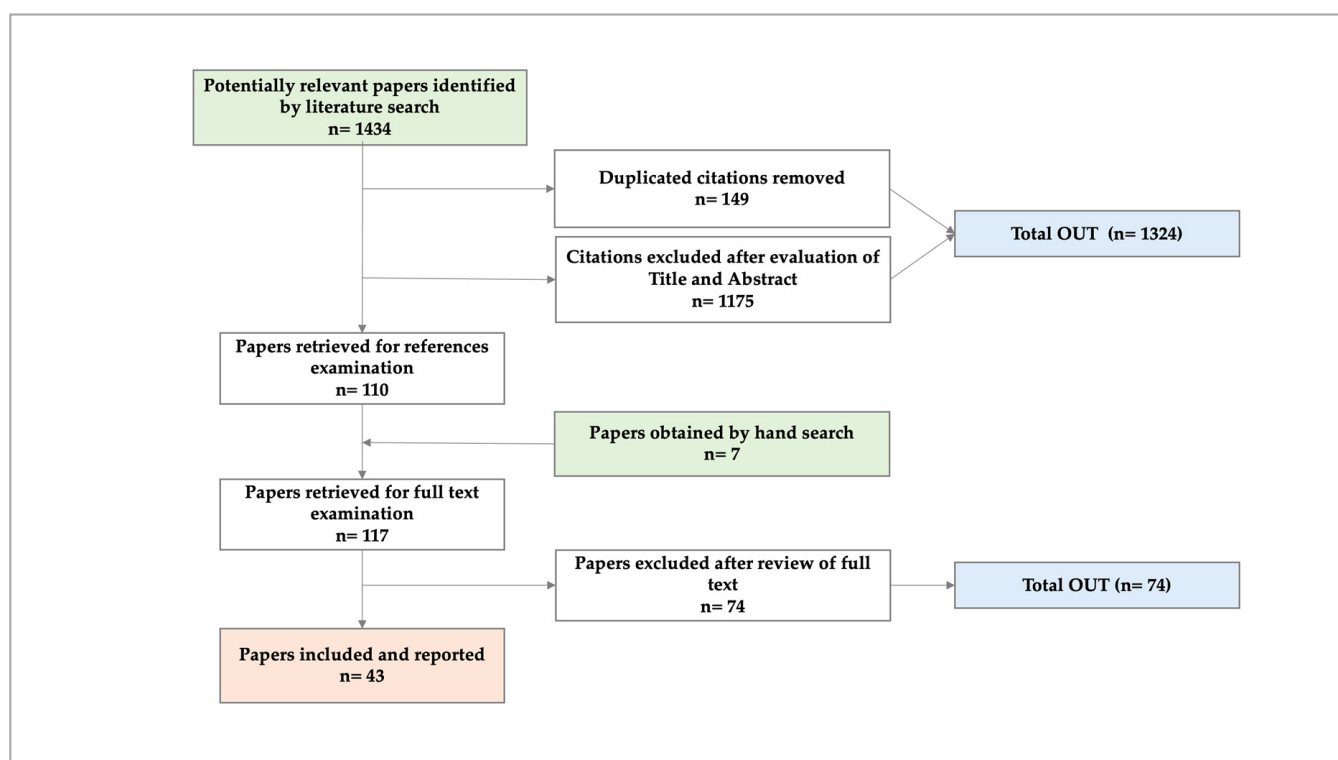 Potentially relevant papers identified
by literature search
n= 1434
Duplicated citations removed
n= 149
Total OUT  (n= 1324)
Citations excluded after evaluation of
Title and Abstract
n= 1175
Papers retrieved for references
examination
n= 110
Papers obtained by hand search
n= 7
Papers retrieved for full text
examination
n= 117
Papers excluded after review of full
text
n= 74
Total OUT (n= 74)
Papers included and reported
n= 43